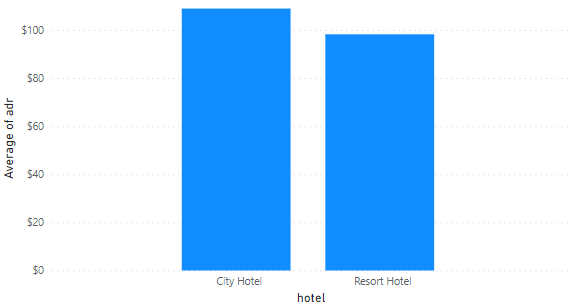 Average of adr
$100
$80
$60
$40
$20
$0
City Hotel
Resort Hotel
hotel